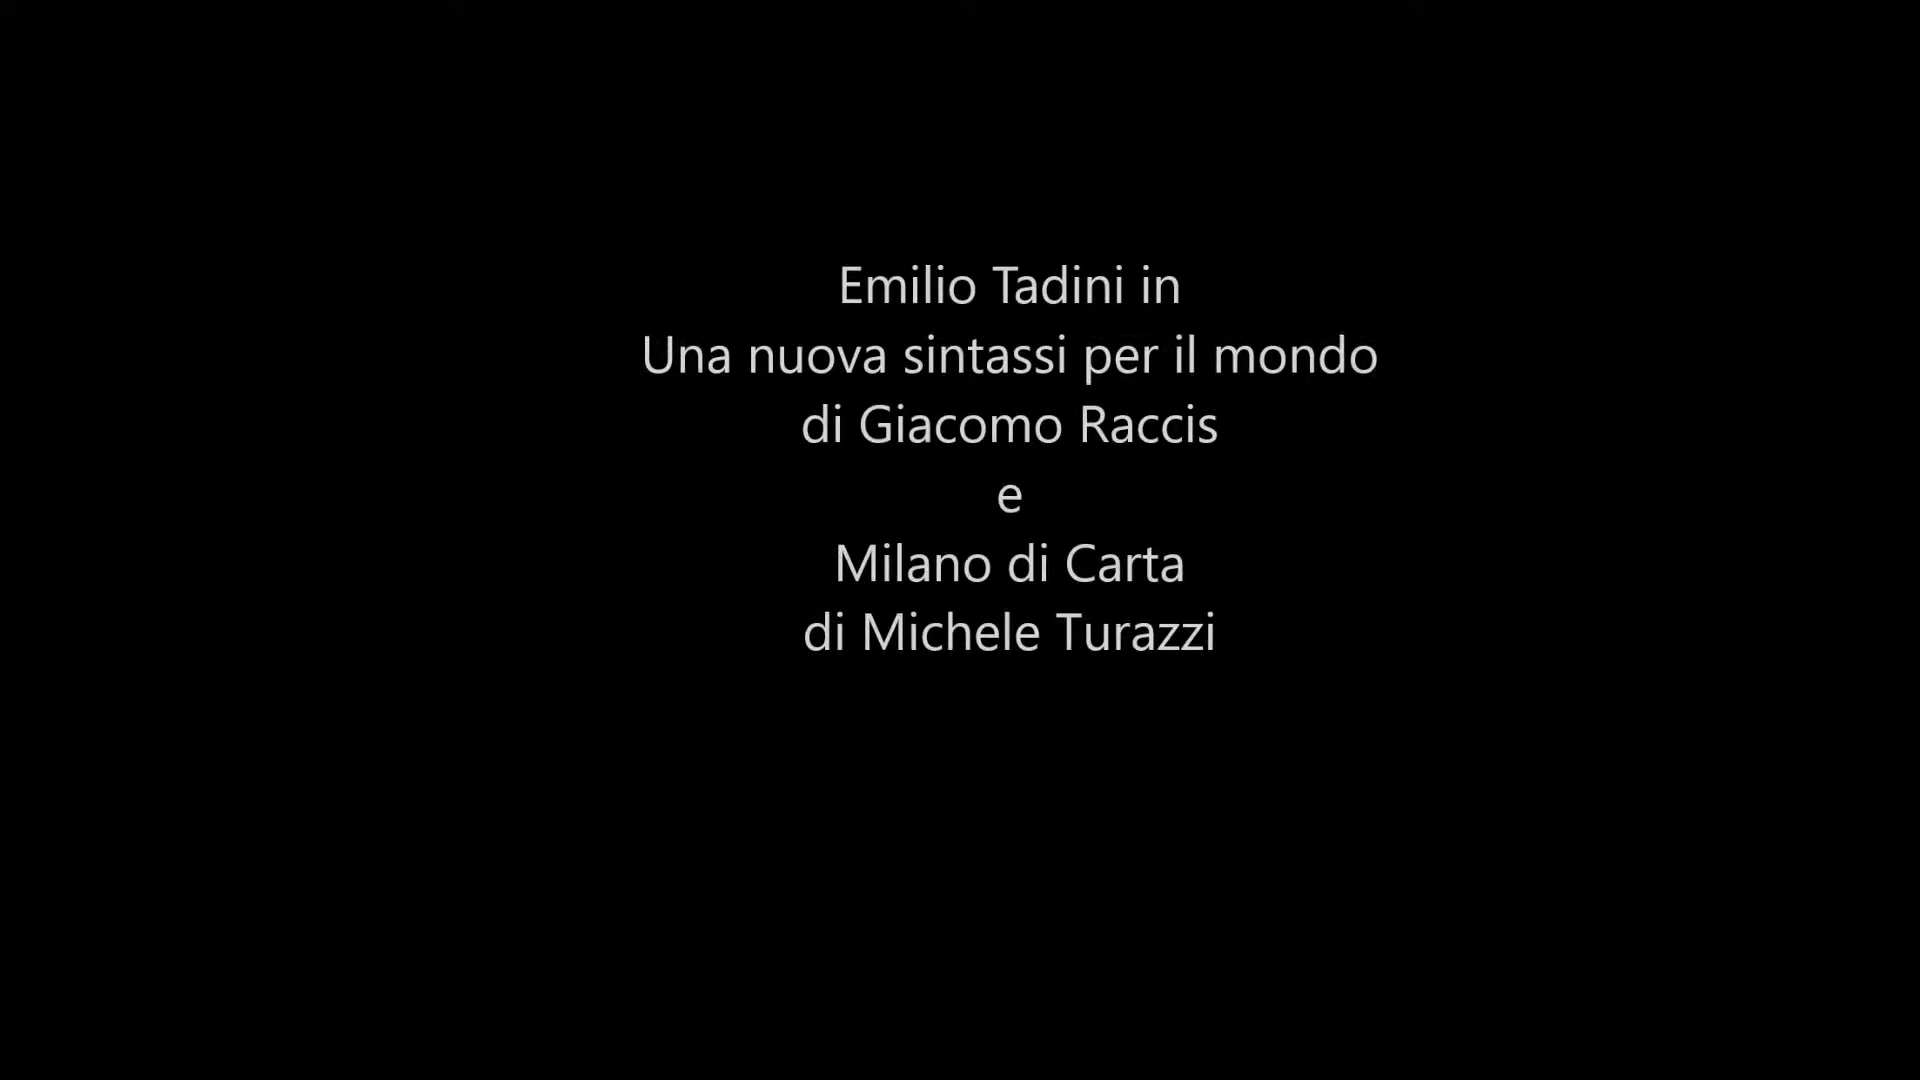 Emilio Tadini in
Una nuova sintassi per il mondo
di Giacomo Raccis
e
Milano di Carta
di Michele Turazzi